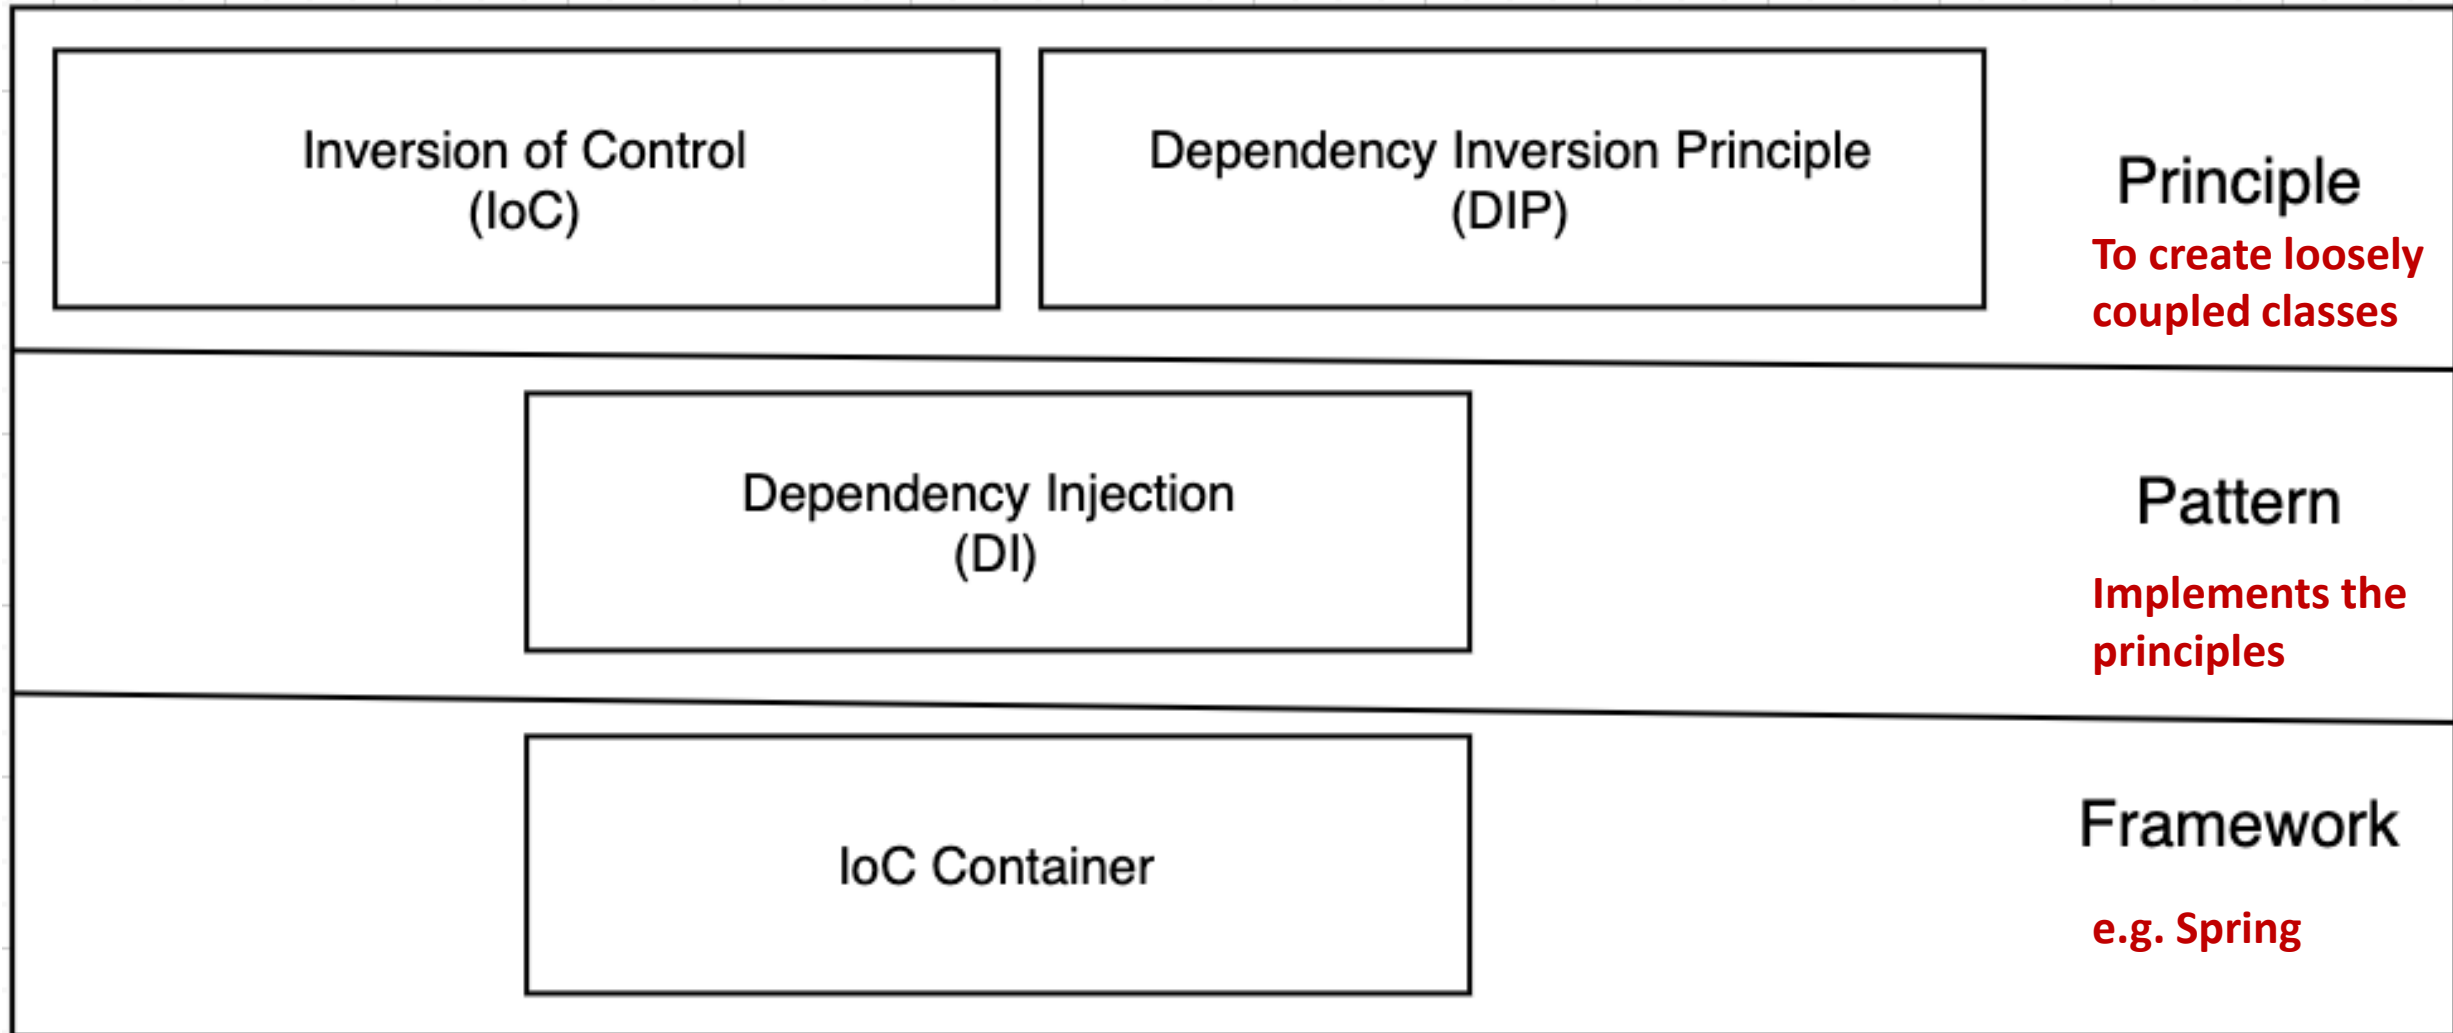 Inversion of Control
(IoC)
Dependency Inversion Principle
(DIP)
Principle
To create loosely
coupled classes
Dependency Injection
(DI)
Pattern
Implements the
principles
IoC Container
Framework
e.g. Spring